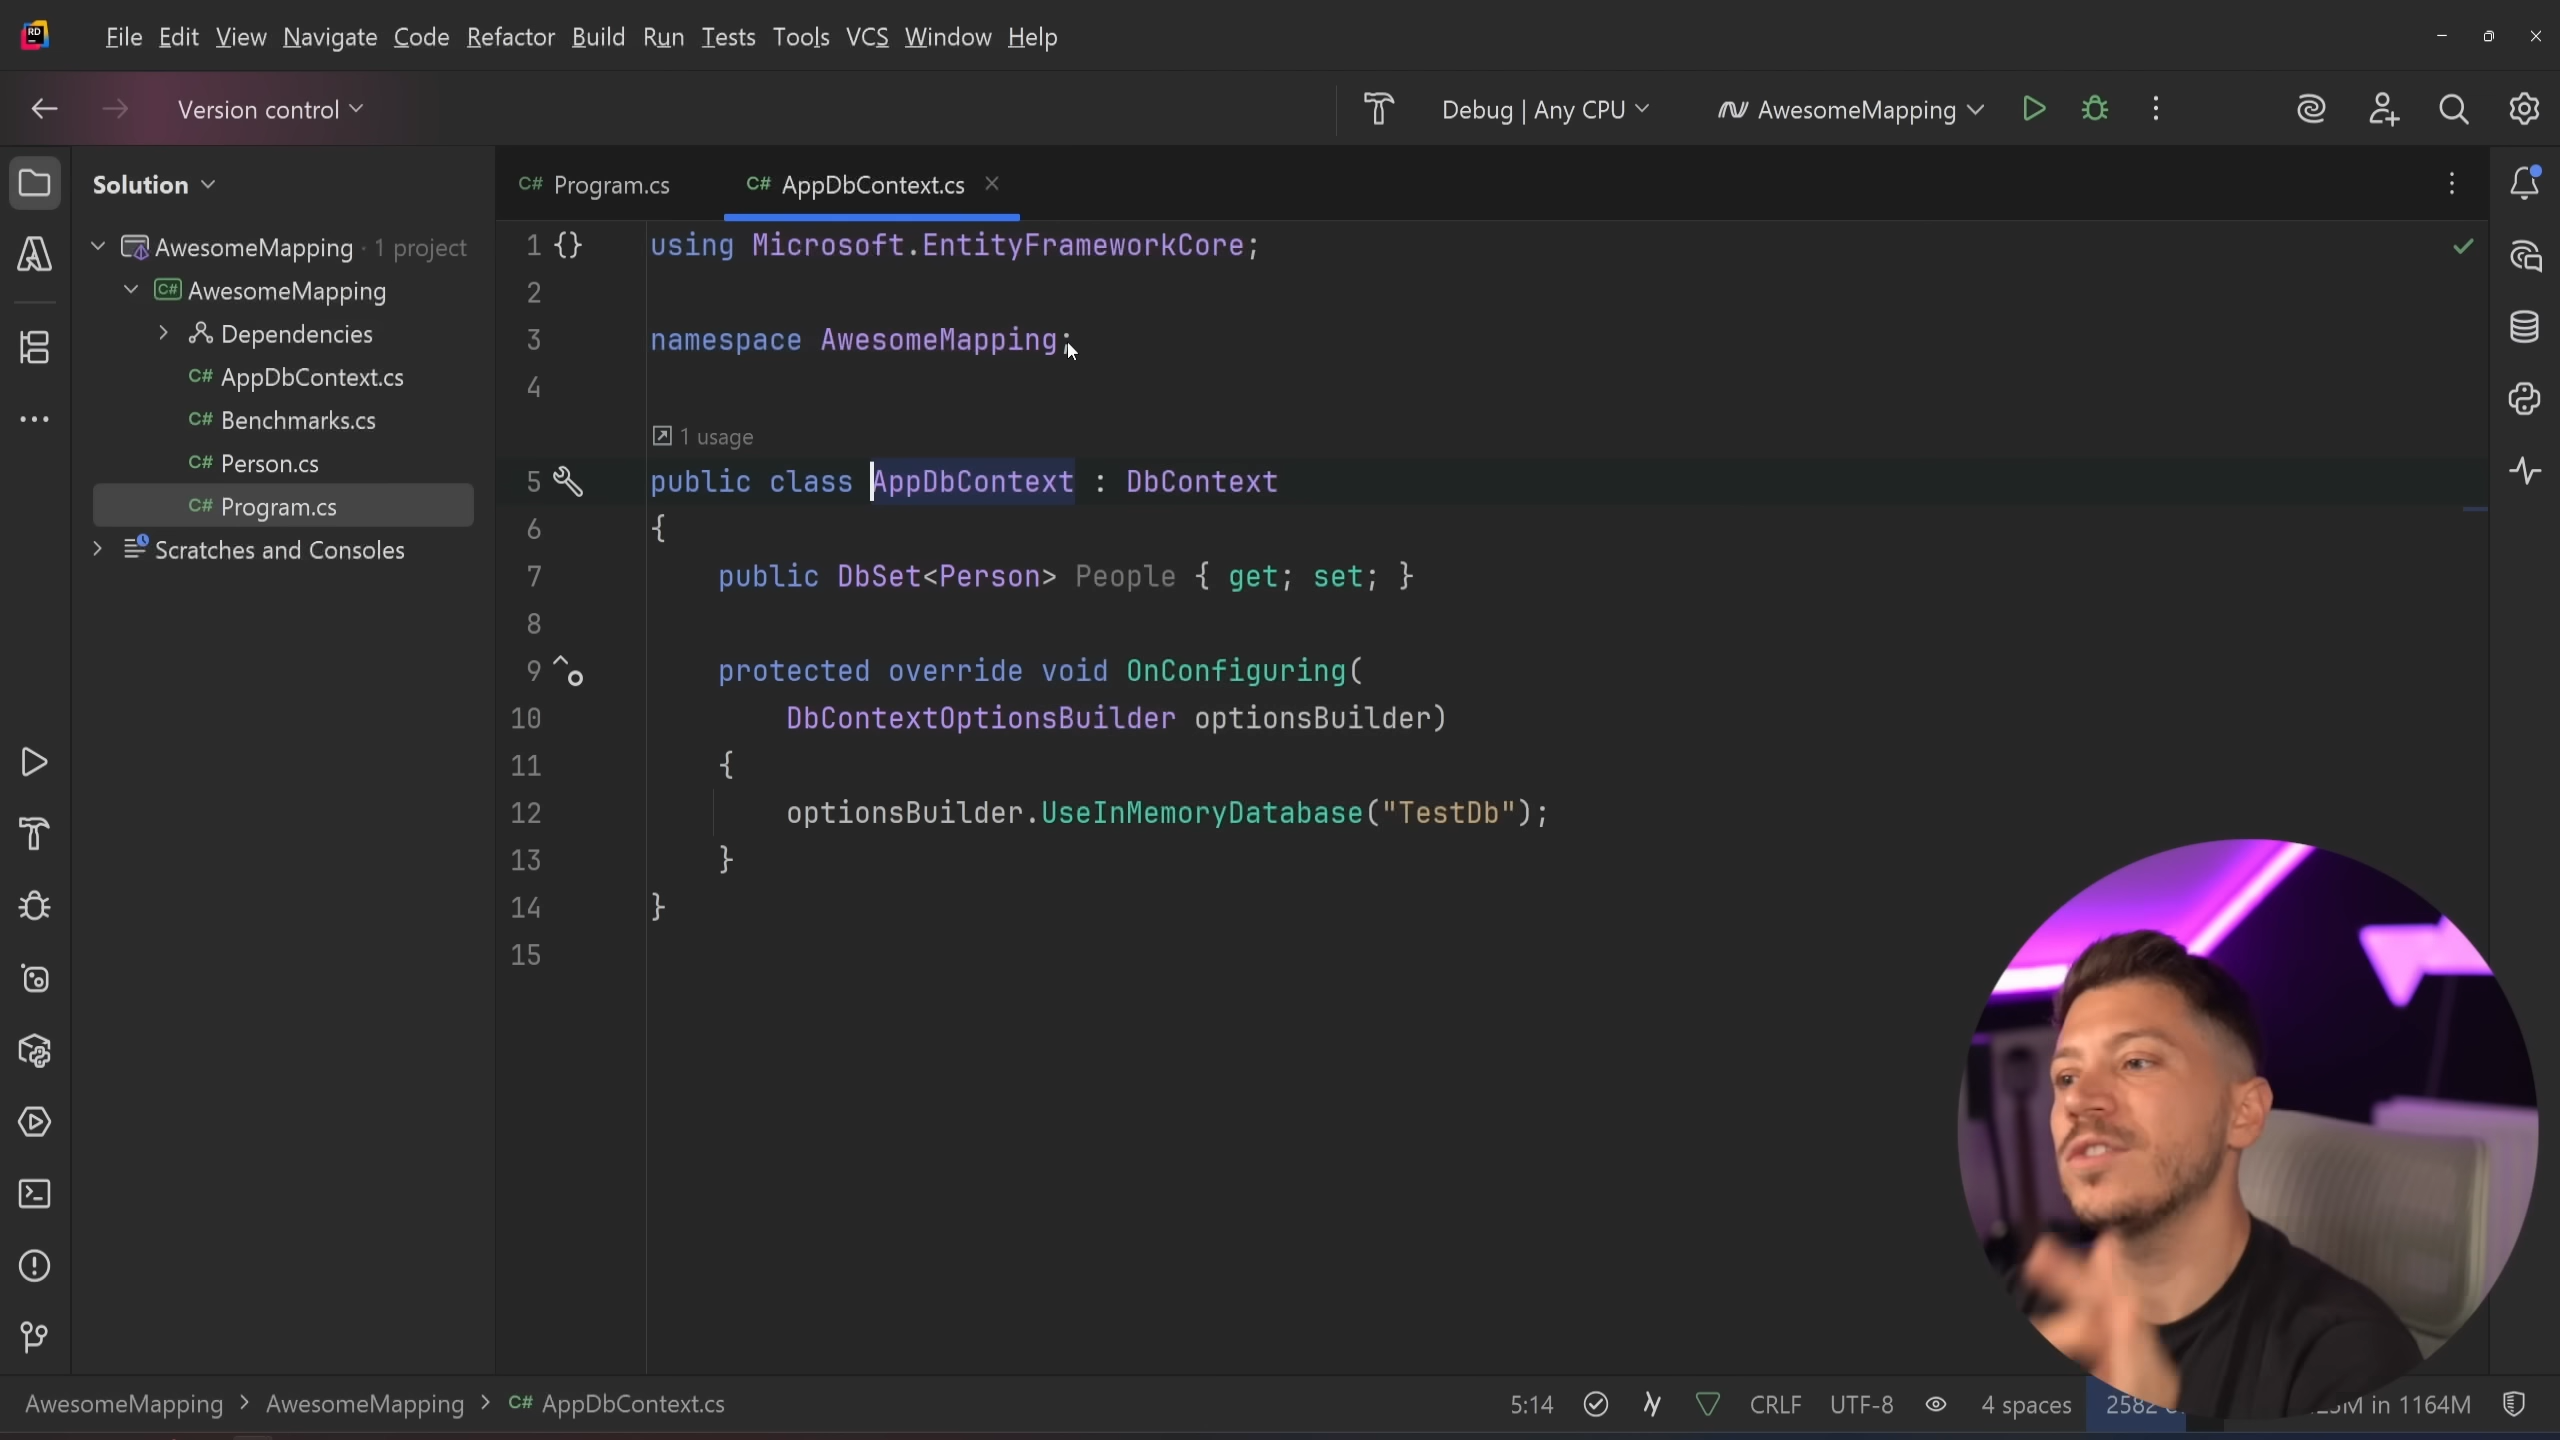 RD
File Edit View Navigate Code Refactor Build Run Tests Tools VCS Window Help
Version control
Debug | Any CPU
AwesomeMapping
Solution
C# Program.cs
C# AppDbContext.cs
AwesomeMapping · 1 project
C# AwesomeMapping
Dependencies
C# AppDbContext.cs
C# Benchmarks.cs
C# Person.cs
C# Program.cs
Scratches and Consoles
1 {} using Microsoft.EntityFrameworkCore;
2
3 namespace AwesomeMapping;
4
1 usage
5 public class AppDbContext : DbContext
6 {
7 public DbSet<Person> People { get; set; }
8
9 protected override void OnConfiguring(
10 DbContextOptionsBuilder optionsBuilder)
11 {
12 optionsBuilder.UseInMemoryDatabase("TestDb");
13 }
14 }
15
AwesomeMapping > AwesomeMapping > C# AppDbContext.cs
5:14
CRLF
UTF-8
4 spaces
2582
in 1164M